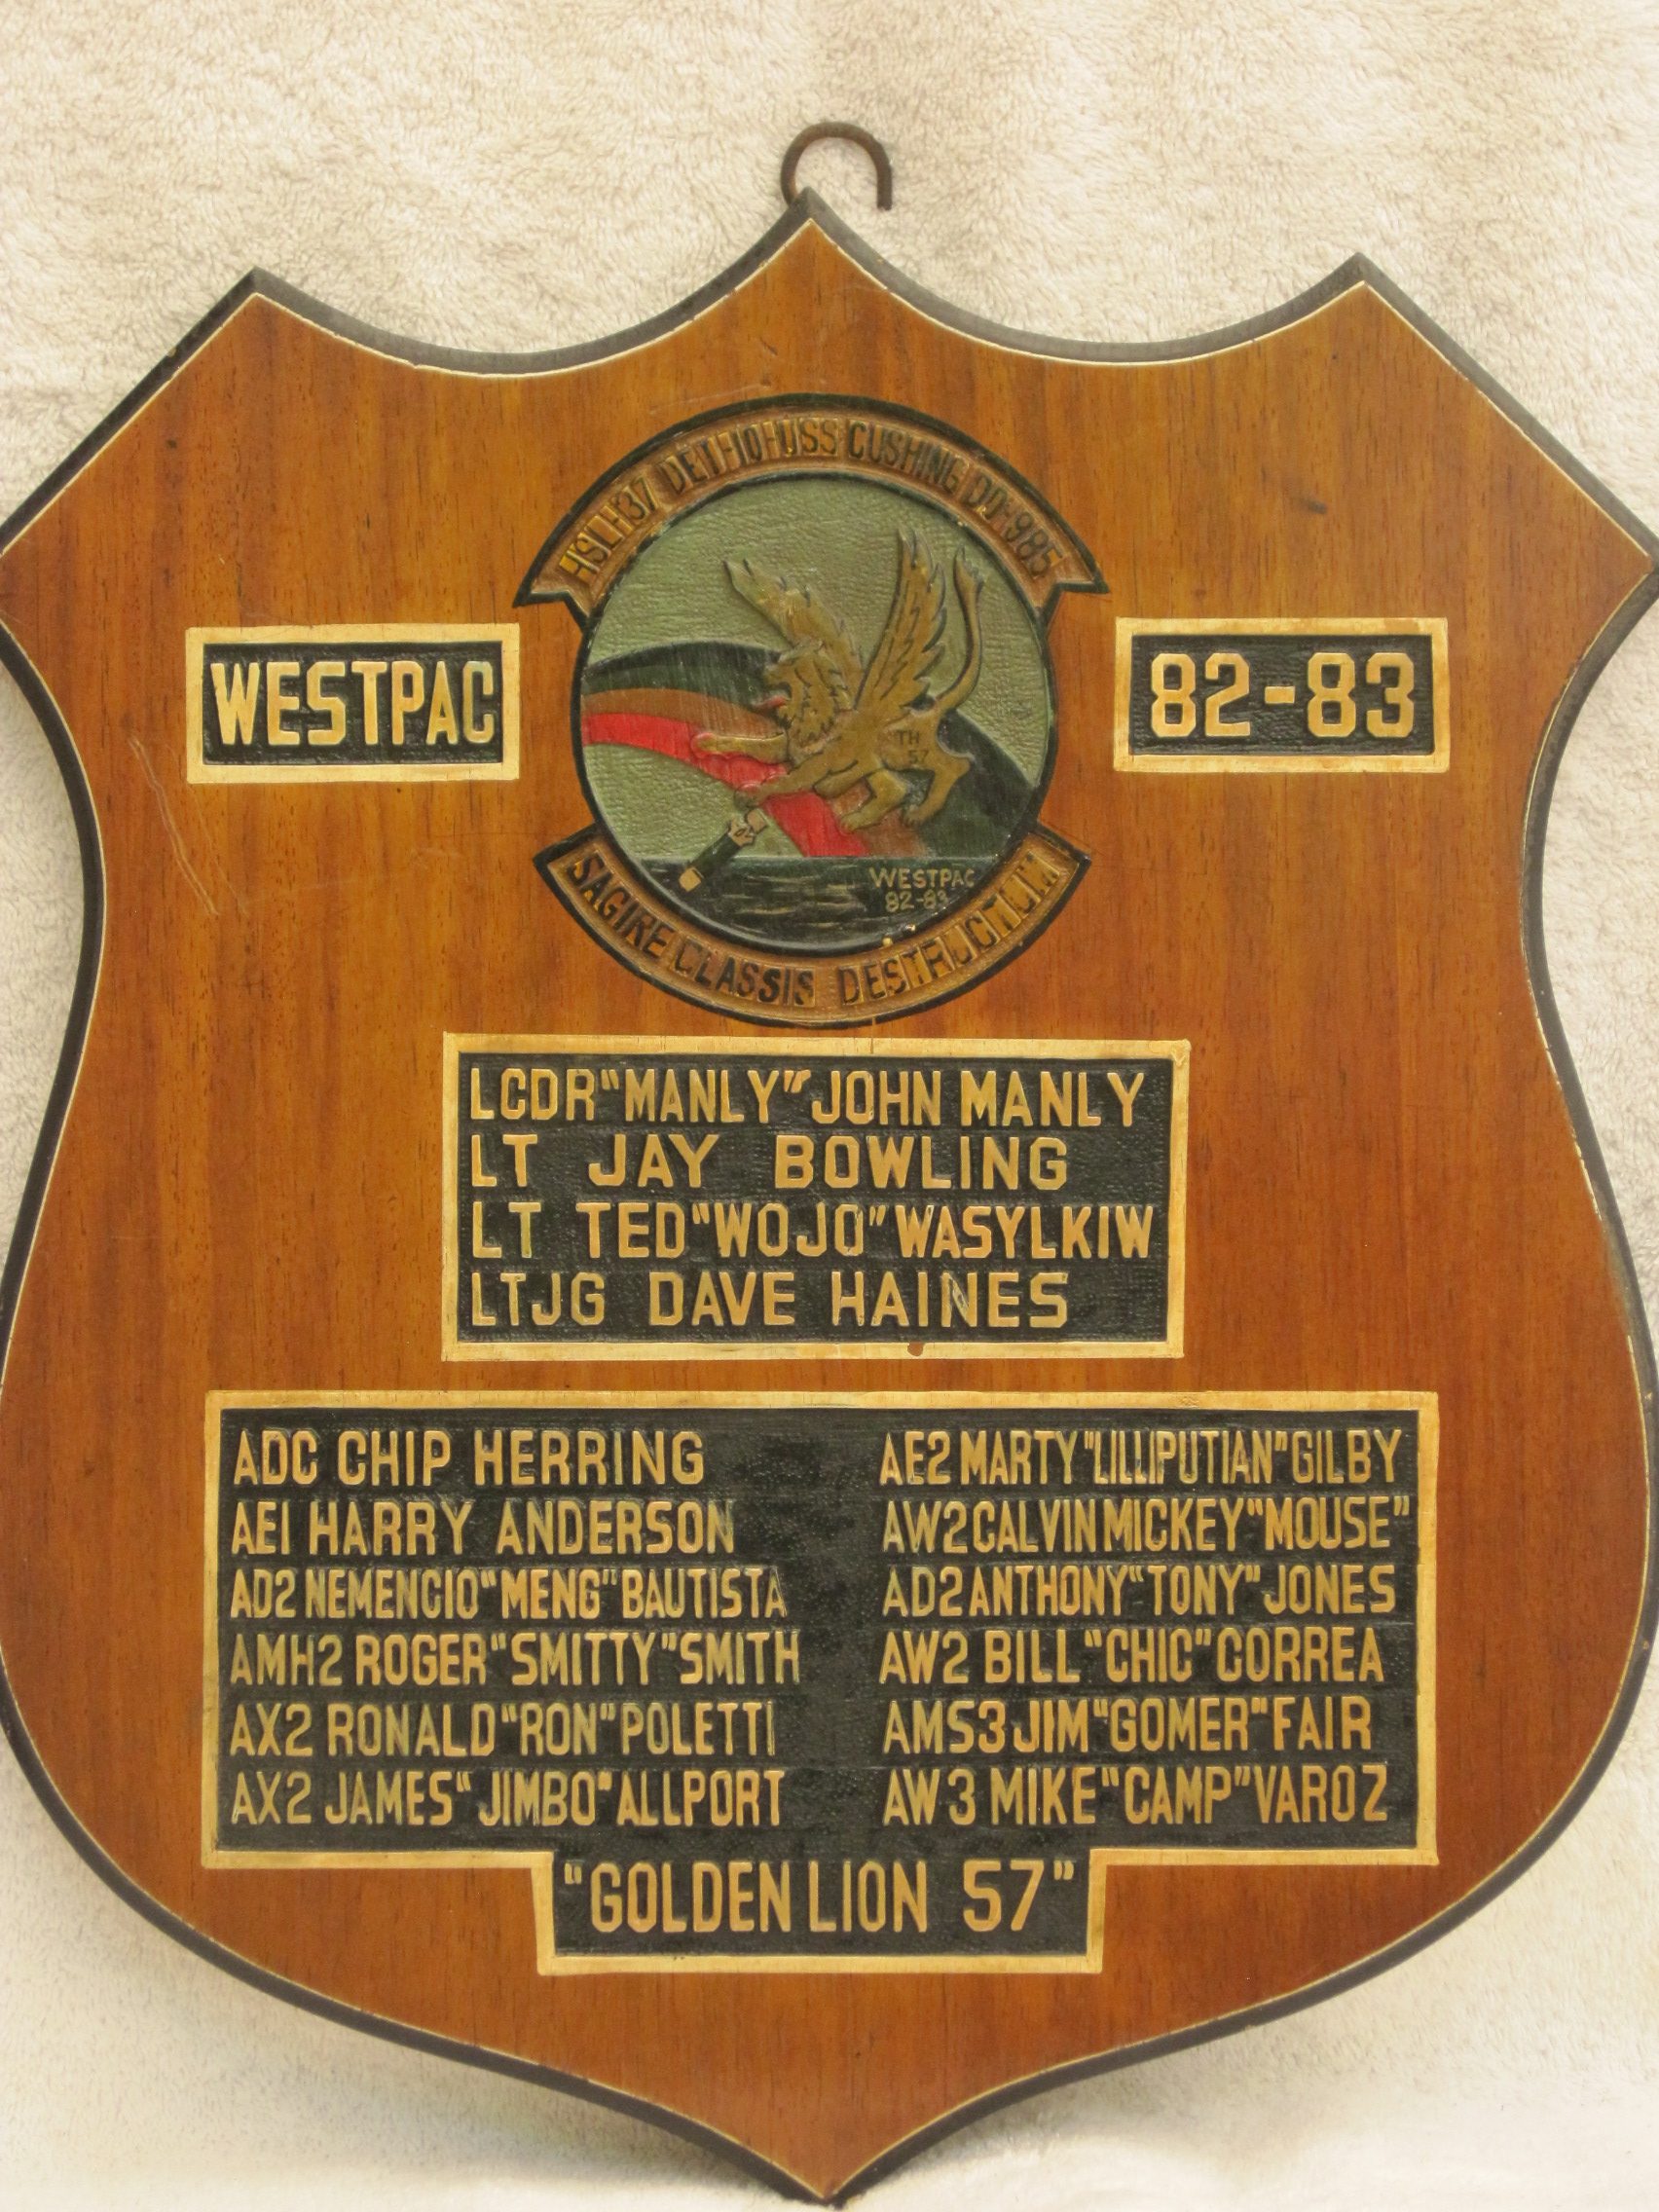 HSL-37 DET-10-USS CUSHING DD-985
WESTPAC
82-83
TH
57
WESTPAC
82-83
SAGIRE CLASSIS DESTRUCTUM
LCDR "MANLY" JOHN MANLY
LT JAY BOWLING
LT TED "WOJO" WASYLKIW
LTJG DAVE HAINES
ADC CHIP HERRING
AE1 HARRY ANDERSON
AD2 NEMENCIO "MENG" BAUTISTA
AMH2 ROGER "SMITTY" SMITH
AX2 RONALD "RON" POLETTI
AX2 JAMES "JIMBO" ALLPORT
AE2 MARTY "LILLIPUTIAN" GILBY
AW2 CALVIN MICKEY "MOUSE"
AD2 ANTHONY "TONY" JONES
AW2 BILL "CHIC" CORREA
AMS3 JIM "GOMER" FAIR
AW3 MIKE "CAMP" VAROZ
"GOLDEN LION 57"